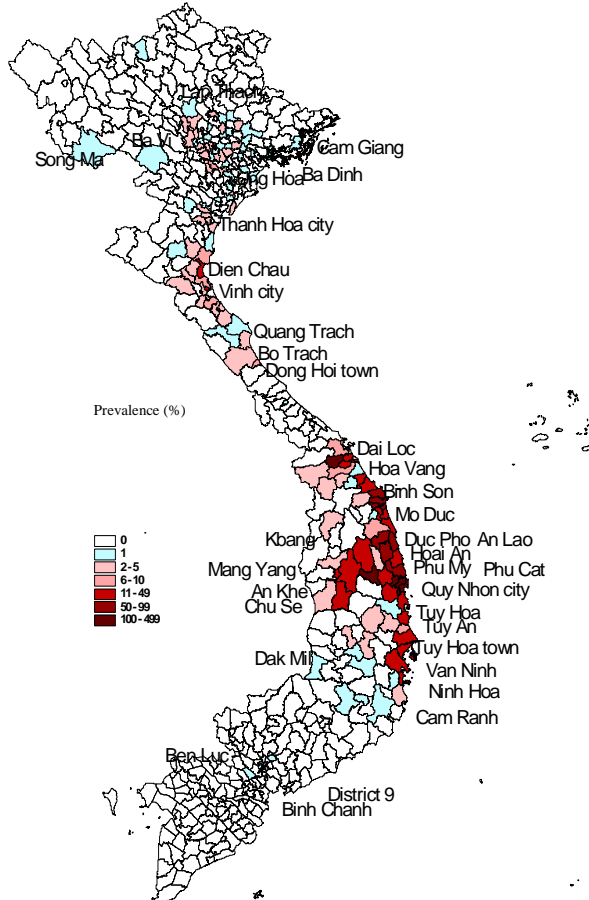 Lap Thach
Ba Vi
Cam Giang
Song Ma
Ba Dinh
Dong Hoa
Thanh Hoa city
Dien Chau
Vinh city
Quang Trach
Bo Trach
Dong Hoi town
Prevalence (%)
Dai Loc
Hoa Vang
Binh Son
Mo Duc
Kbang
Duc Pho An Lao
Hoai An
Mang Yang
Phu My Phu Cat
An Khe
Quy Nhon city
Chu Se
Tuy Hoa
Tuy An
Tuy Hoa town
Dak Mil
Van Ninh
Ninh Hoa
Cam Ranh
Ben Luc
District 9
Binh Chanh
0
1
2-5
6-10
11-49
50-99
100-499